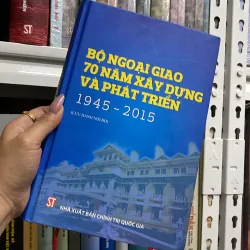 BỘ NGOẠI GIAO
70 NĂM XÂY DỰNG
VÀ PHÁT TRIỂN
1945 - 2015
ST
NHÀ XUẤT BẢN CHÍNH TRỊ QUỐC GIA